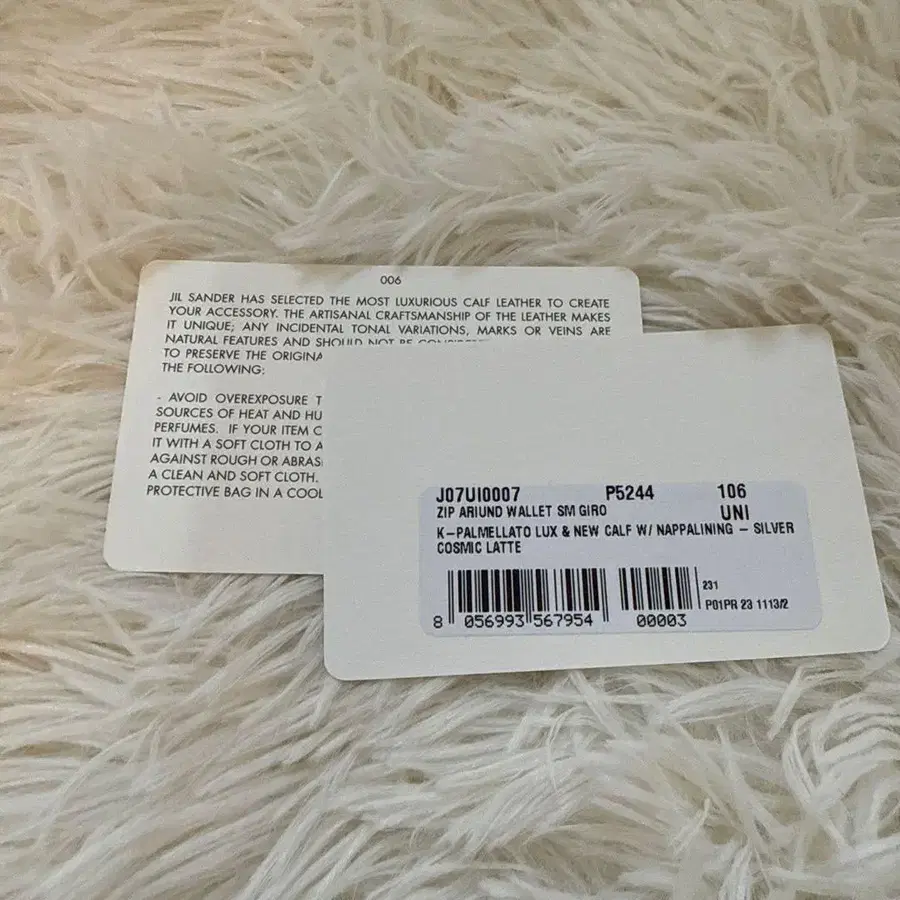 006
JIL SANDER HAS SELECTED THE MOST LUXURIOUS CALF LEATHER TO CREATE
YOUR ACCESSORY. THE ARTISANAL CRAFTSMANSHIP OF THE LEATHER MAKES
IT UNIQUE; ANY INCIDENTAL TONAL VARIATIONS, MARKS OR VEINS ARE
NATURAL FEATURES AND SHOULD NOT BE
TO PRESERVE THE
THE FOLLOWING:
- AVOID OVEREXPOSURE
SOURCES OF HEAT AND
PERFUMES. IF YOUR ITEM
IT WITH A SOFT CLOTH TO
AGAINST ROUGH OR
A CLEAN AND SOFT CLOTH.
PROTECTIVE BAG IN A COOL
J07UI0007 P5244 106
ZIP ARIUND WALLET SM GIRO UNI
K-PALMELLATO LUX & NEW CALF W/ NAPPALINING - SILVER
COSMIC LATTE
231
P01PR 23 1113/2
8 056993 567954 00003